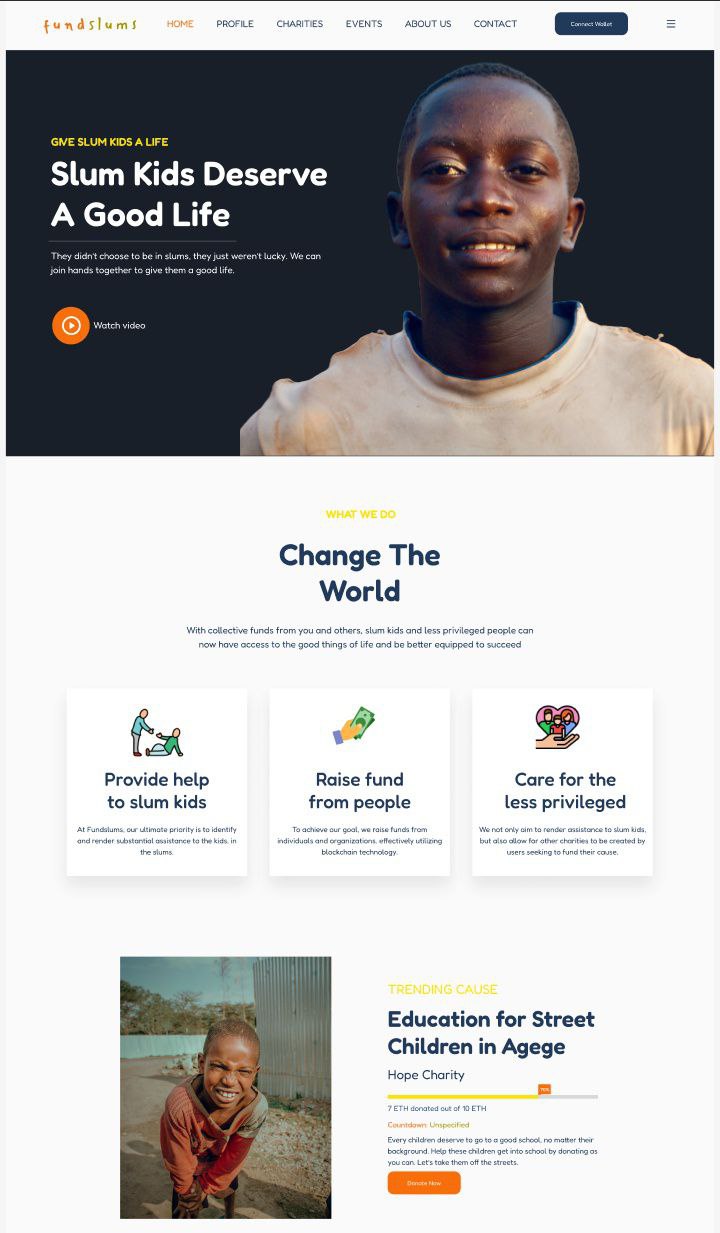 fundslums
HOME
PROFILE
CHARITIES
EVENTS
ABOUT US
CONTACT
Connect Wallet
GIVE SLUM KIDS A LIFE
Slum Kids Deserve
A Good Life
They didn't choose to be in slums, they just weren't lucky. We can
join hands together to give them a good life.
Watch video
WHAT WE DO
Change The
World
With collective funds from you and others, slum kids and less privileged people can
now have access to the good things of life and be better equipped to succeed
Provide help
to slum kids
At Fundslums, our ultimate priority is to identify
and render substantial assistance to the kids, in
the slums.
Raise fund
from people
To achieve our goal, we raise funds from
individuals and organizations, effectively utilizing
blockchain technology.
Care for the
less privileged
We not only aim to render assistance to slum kids,
but also allow for other charities to be created by
users seeking to fund their cause.
TRENDING CAUSE
Education for Street
Children in Agege
Hope Charity
70%
7 ETH donated out of 10 ETH
Countdown: Unspecified
Every children deserve to go to a good school, no matter their
background. Help these children get into school by donating as
you can. Let's take them off the streets.
Donate Now